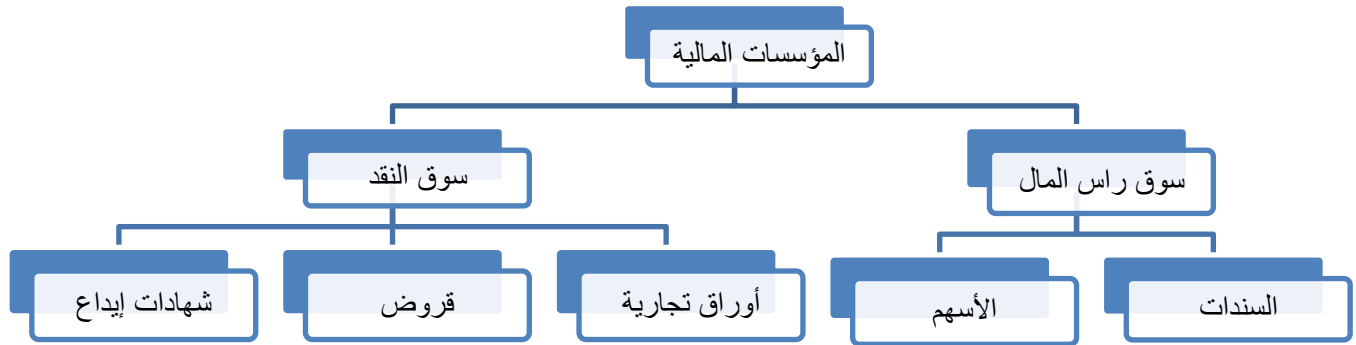 المؤسسات المالية
سوق راس المال
سوق النقد
السندات
الأسهم
أوراق تجارية
قروض
شهادات إيداع